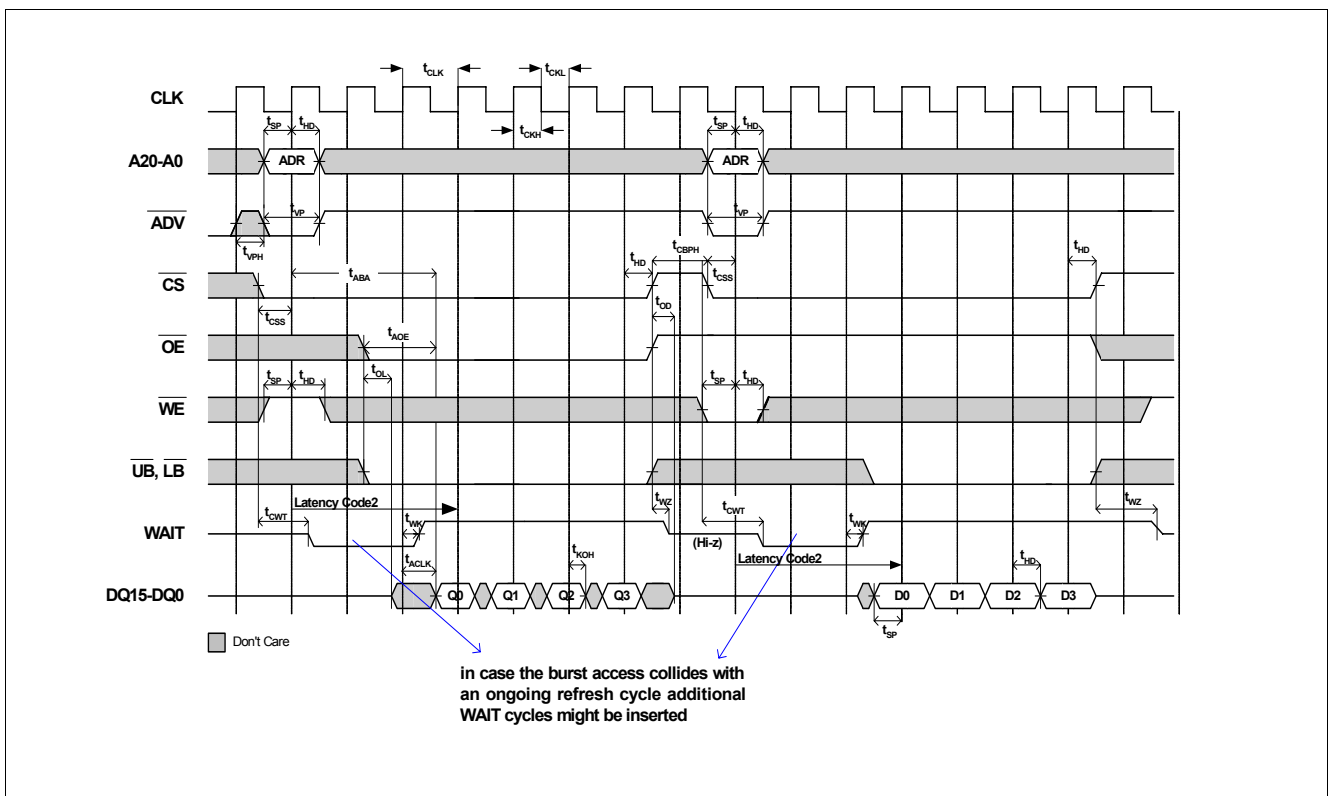 tCLK tCKL
CLK
tSP tHD tCKH tSP tHD
A20-A0 ADR ADR
tVP tVP
ADV
tVPH tHD tCBPH tCSS tHD
tABA
CS
tCSS tOD
tAOE
OE
tOL
tSP tHD tSP tHD
WE
UB, LB
Latency Code2 tWZ tWZ
tCWT tWK tCWT tWK
WAIT (Hi-z)
tACLK tKOH Latency Code2 tHD
DQ15-DQ0 Q0 Q1 Q2 Q3 D0 D1 D2 D3
tSP
Don't Care
in case the burst access collides with
an ongoing refresh cycle additional
WAIT cycles might be inserted